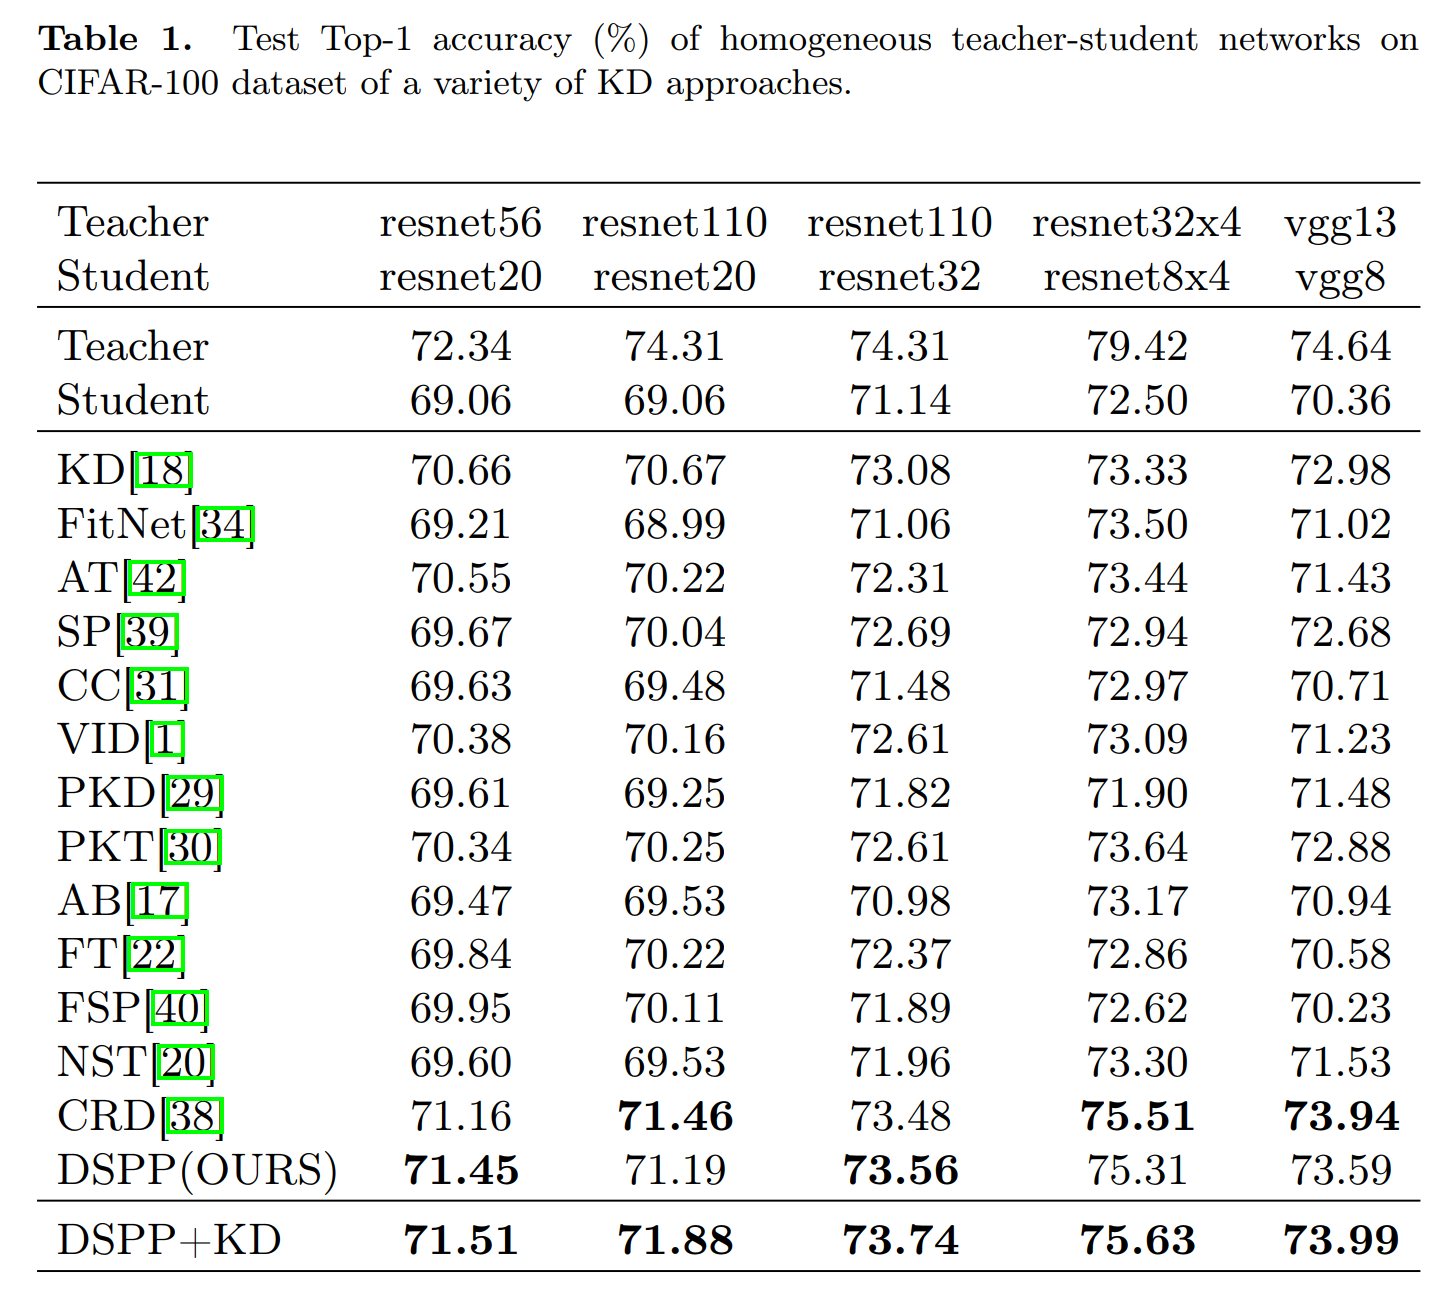 Table 1. Test Top-1 accuracy (%) of homogeneous teacher-student networks on
CIFAR-100 dataset of a variety of KD approaches.
Teacher resnet56 resnet110 resnet110 resnet32x4 vgg13
Student resnet20 resnet20 resnet32 resnet8x4 vgg8
Teacher 72.34 74.31 74.31 79.42 74.64
Student 69.06 69.06 71.14 72.50 70.36
KD[18] 70.66 70.67 73.08 73.33 72.98
FitNet[34] 69.21 68.99 71.06 73.50 71.02
AT[42] 70.55 70.22 72.31 73.44 71.43
SP[39] 69.67 70.04 72.69 72.94 72.68
CC[31] 69.63 69.48 71.48 72.97 70.71
VID[1] 70.38 70.16 72.61 73.09 71.23
PKD[29] 69.61 69.25 71.82 71.90 71.48
PKT[30] 70.34 70.25 72.61 73.64 72.88
AB[17] 69.47 69.53 70.98 73.17 70.94
FT[22] 69.84 70.22 72.37 72.86 70.58
FSP[40] 69.95 70.11 71.89 72.62 70.23
NST[20] 69.60 69.53 71.96 73.30 71.53
CRD[38] 71.16 71.46 73.48 75.51 73.94
DSPP(OURS) 71.45 71.19 73.56 75.31 73.59
DSPP+KD 71.51 71.88 73.74 75.63 73.99